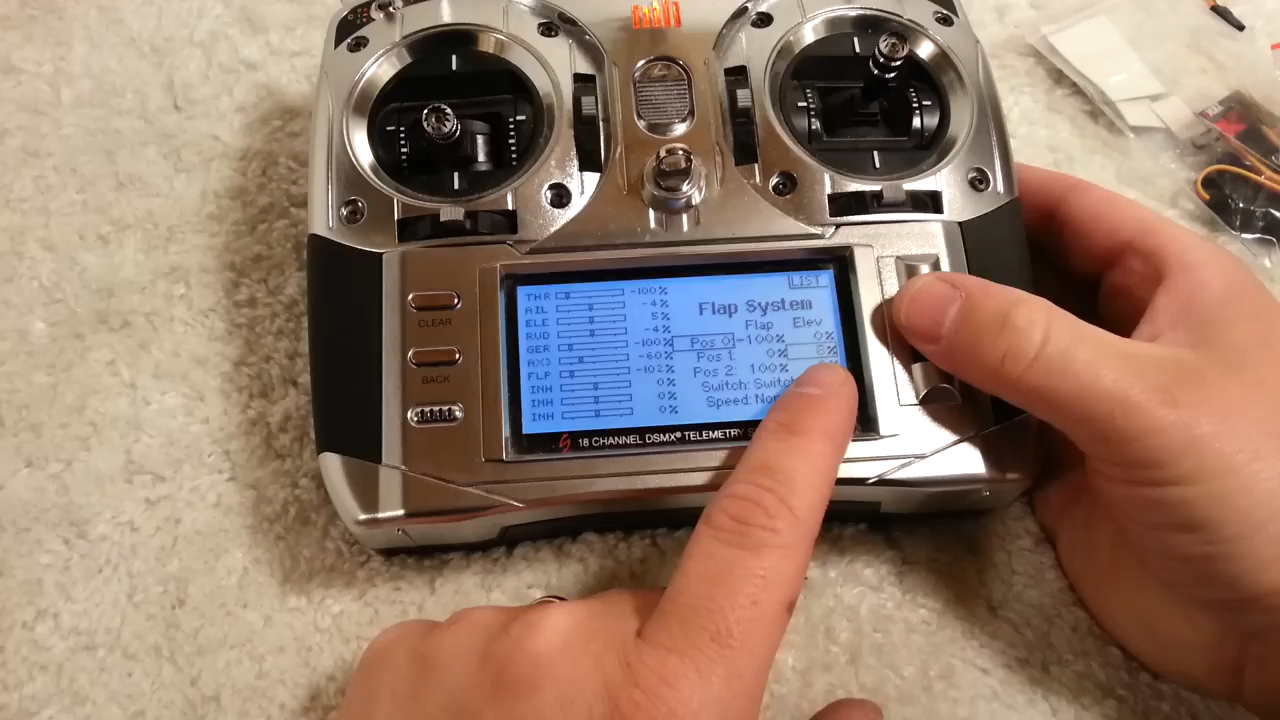 CLEAR
BACK
LIST
THR -100%
AIL -4%
ELE 5%
RUD -4%
GER -100%
AX3 -60%
FLP -102%
INH 0%
INH 0%
INH 0%
Flap System
Flap Elev
Pos 0: -100% 0%
Pos 1: 0% 8%
Pos 2: 100%
Switch:
Speed:
18 CHANNEL DSMX® TELEMETRY